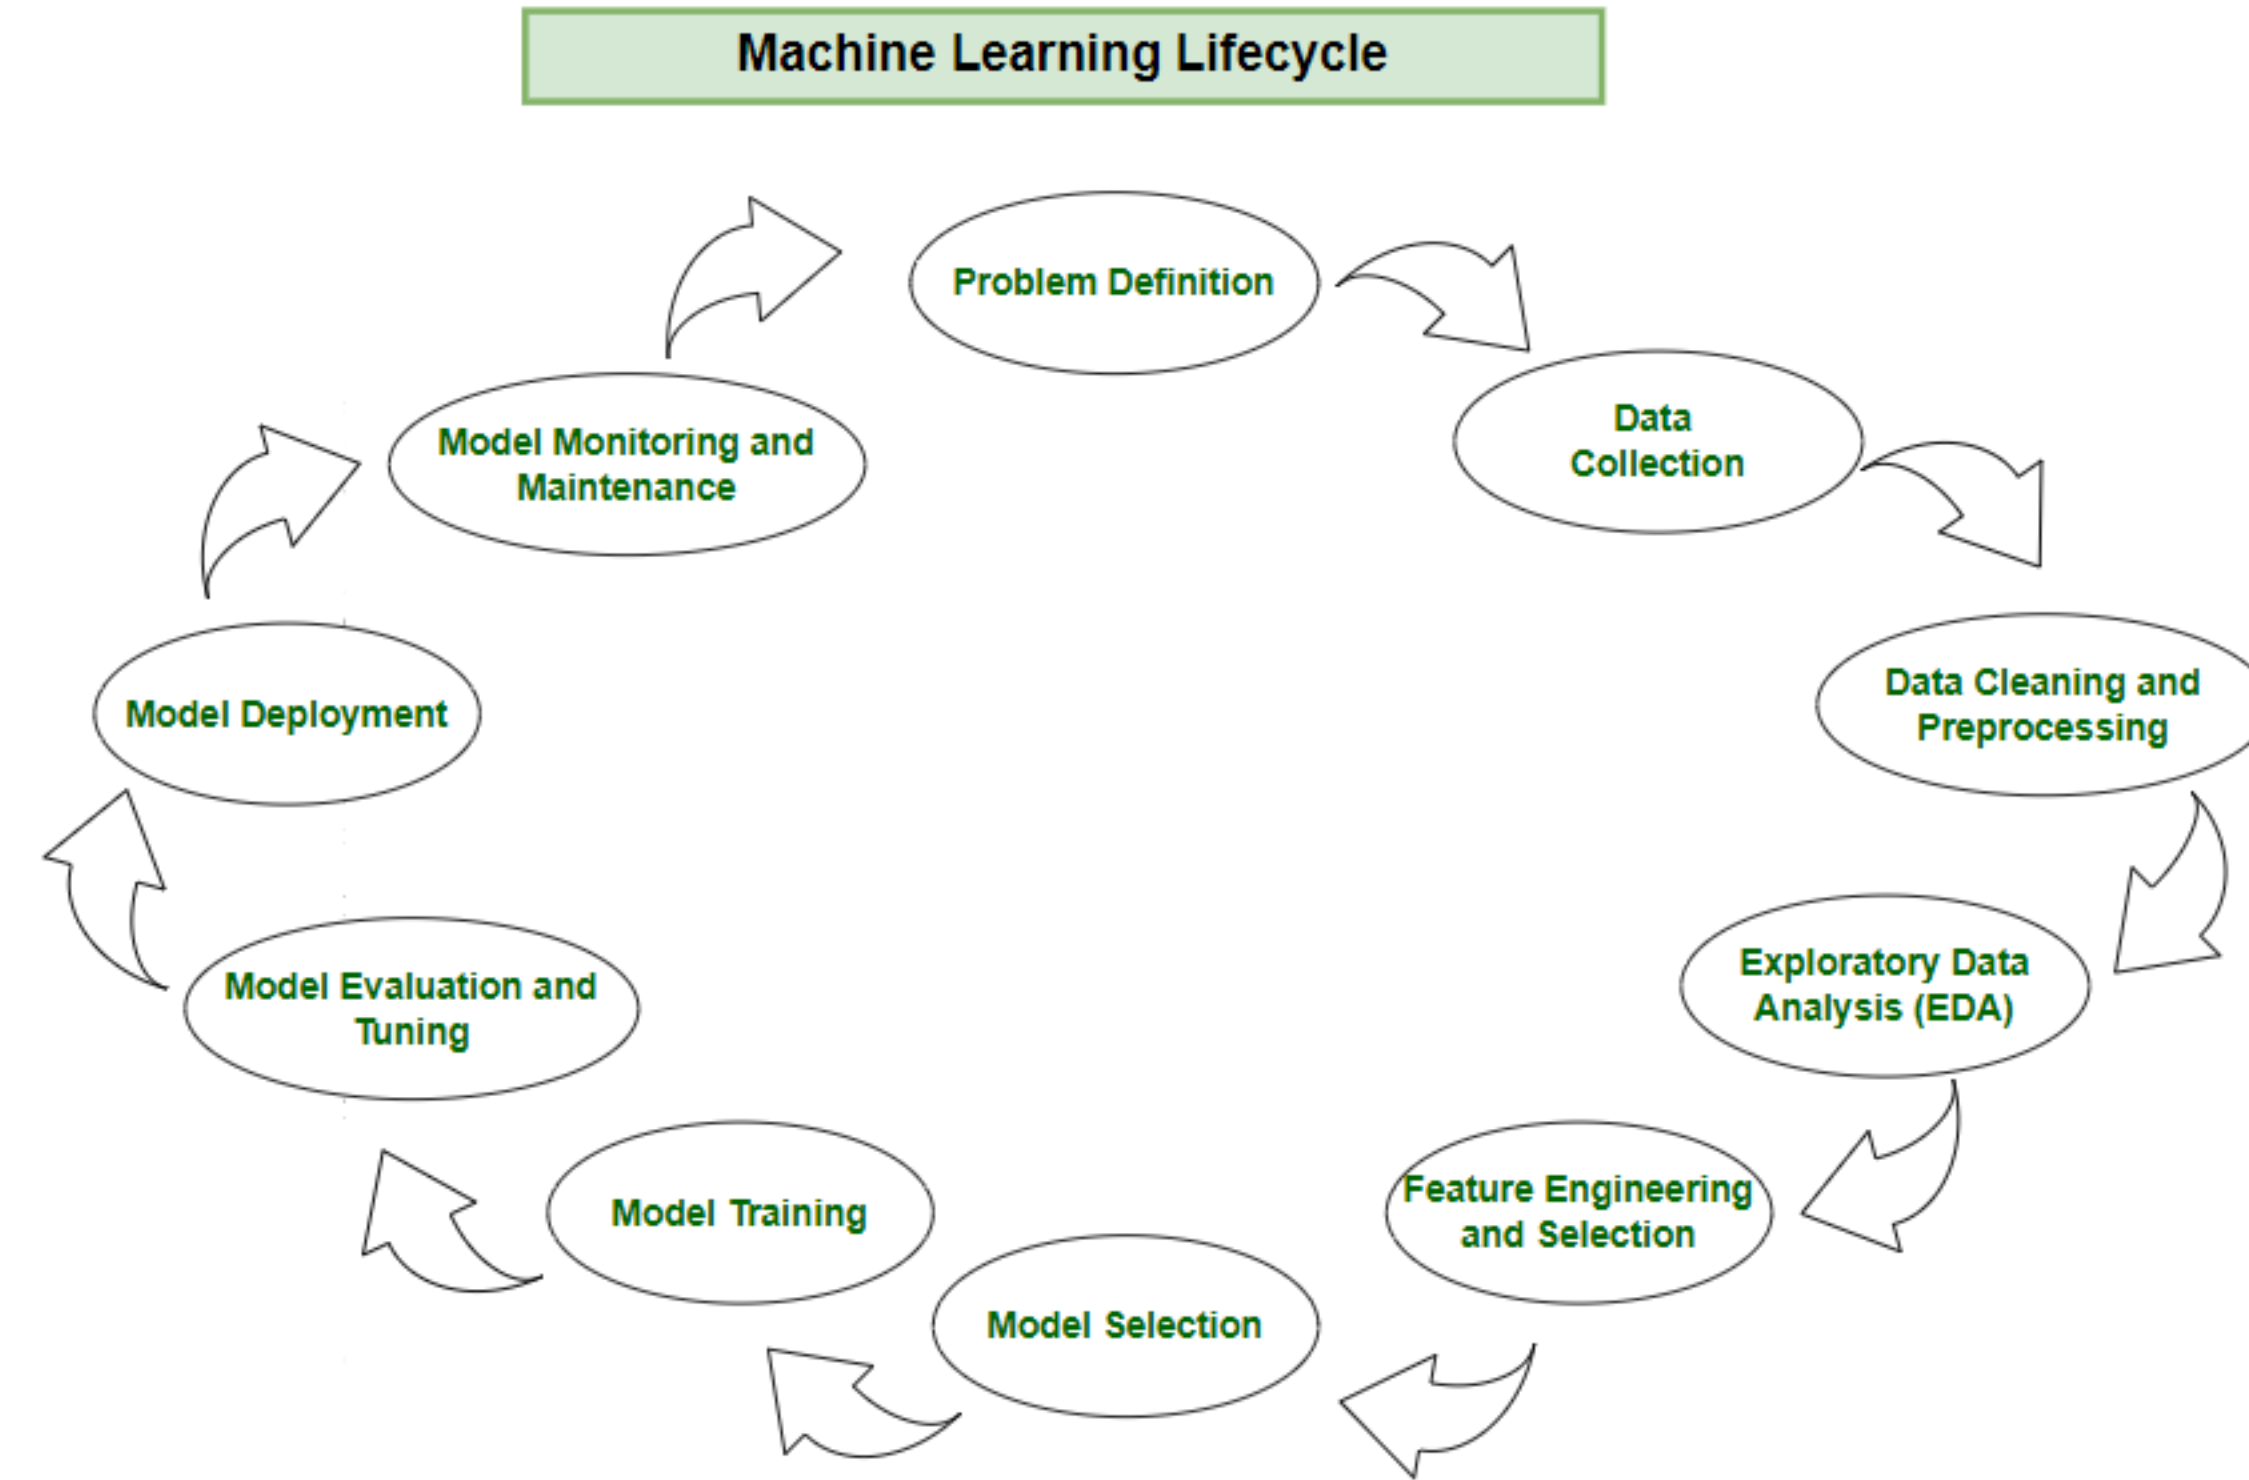 Machine Learning Lifecycle
Problem Definition
Data
Collection
Data Cleaning and
Preprocessing
Exploratory Data
Analysis (EDA)
Feature Engineering
and Selection
Model Selection
Model Training
Model Evaluation and
Tuning
Model Deployment
Model Monitoring and
Maintenance